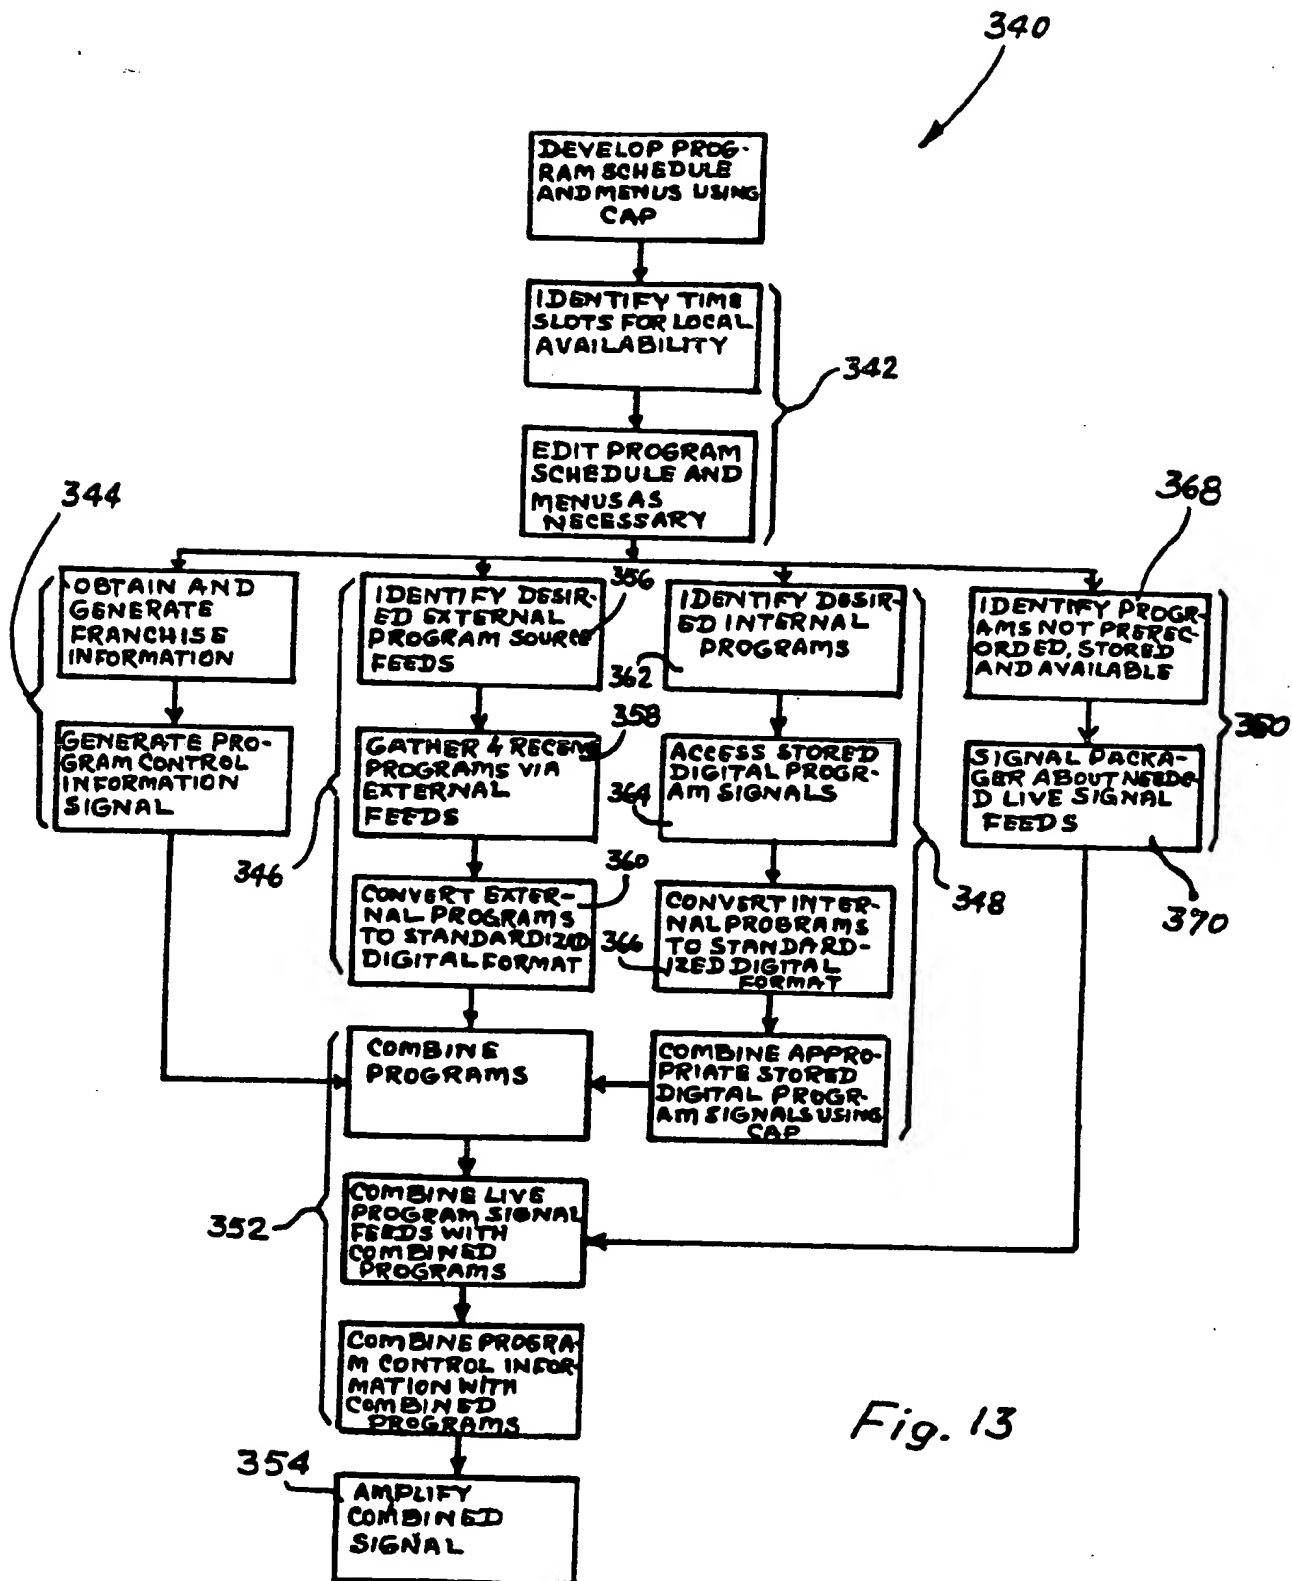 340
DEVELOP PROG-
RAM SCHEDULE
AND MENUS USING
CAP
IDENTIFY TIME
SLOTS FOR LOCAL
AVAILABILITY
342
EDIT PROGRAM
SCHEDULE AND
MENUS AS
NECESSARY
344
368
OBTAIN AND
GENERATE
FRANCHISE
INFORMATION
IDENTIFY DESIR-
ED EXTERNAL
PROGRAM SOURCE
FEEDS
356
IDENTIFY DESIR-
ED INTERNAL
PROGRAMS
362
IDENTIFY PROGR-
AMS NOT PREREC-
ORDED, STORED
AND AVAILABLE
GENERATE PRO-
GRAM CONTROL
INFORMATION
SIGNAL
GATHER & RECEIVE
PROGRAMS VIA
EXTERNAL
FEEDS
358
ACCESS STORED
DIGITAL PROGR-
AM SIGNALS
364
SIGNAL PACKA-
GER ABOUT NEEDE-
D LIVE SIGNAL
FEEDS
350
346
360
348
370
CONVERT EXTER-
NAL PROGRAMS
TO STANDARDIZED
DIGITAL FORMAT
366
CONVERT INTER-
NAL PROGRAMS
TO STANDARD-
IZED DIGITAL
FORMAT
COMBINE
PROGRAMS
COMBINE APPRO-
PRIATE STORED
DIGITAL PROGR-
AM SIGNALS USING
CAP
352
COMBINE LIVE
PROGRAM SIGNAL
FEEDS WITH
COMBINED
PROGRAMS
COMBINE PROGRA-
M CONTROL INFOR-
MATION WITH
COMBINED
PROGRAMS
Fig. 13
354
AMPLIFY
COMBINED
SIGNAL